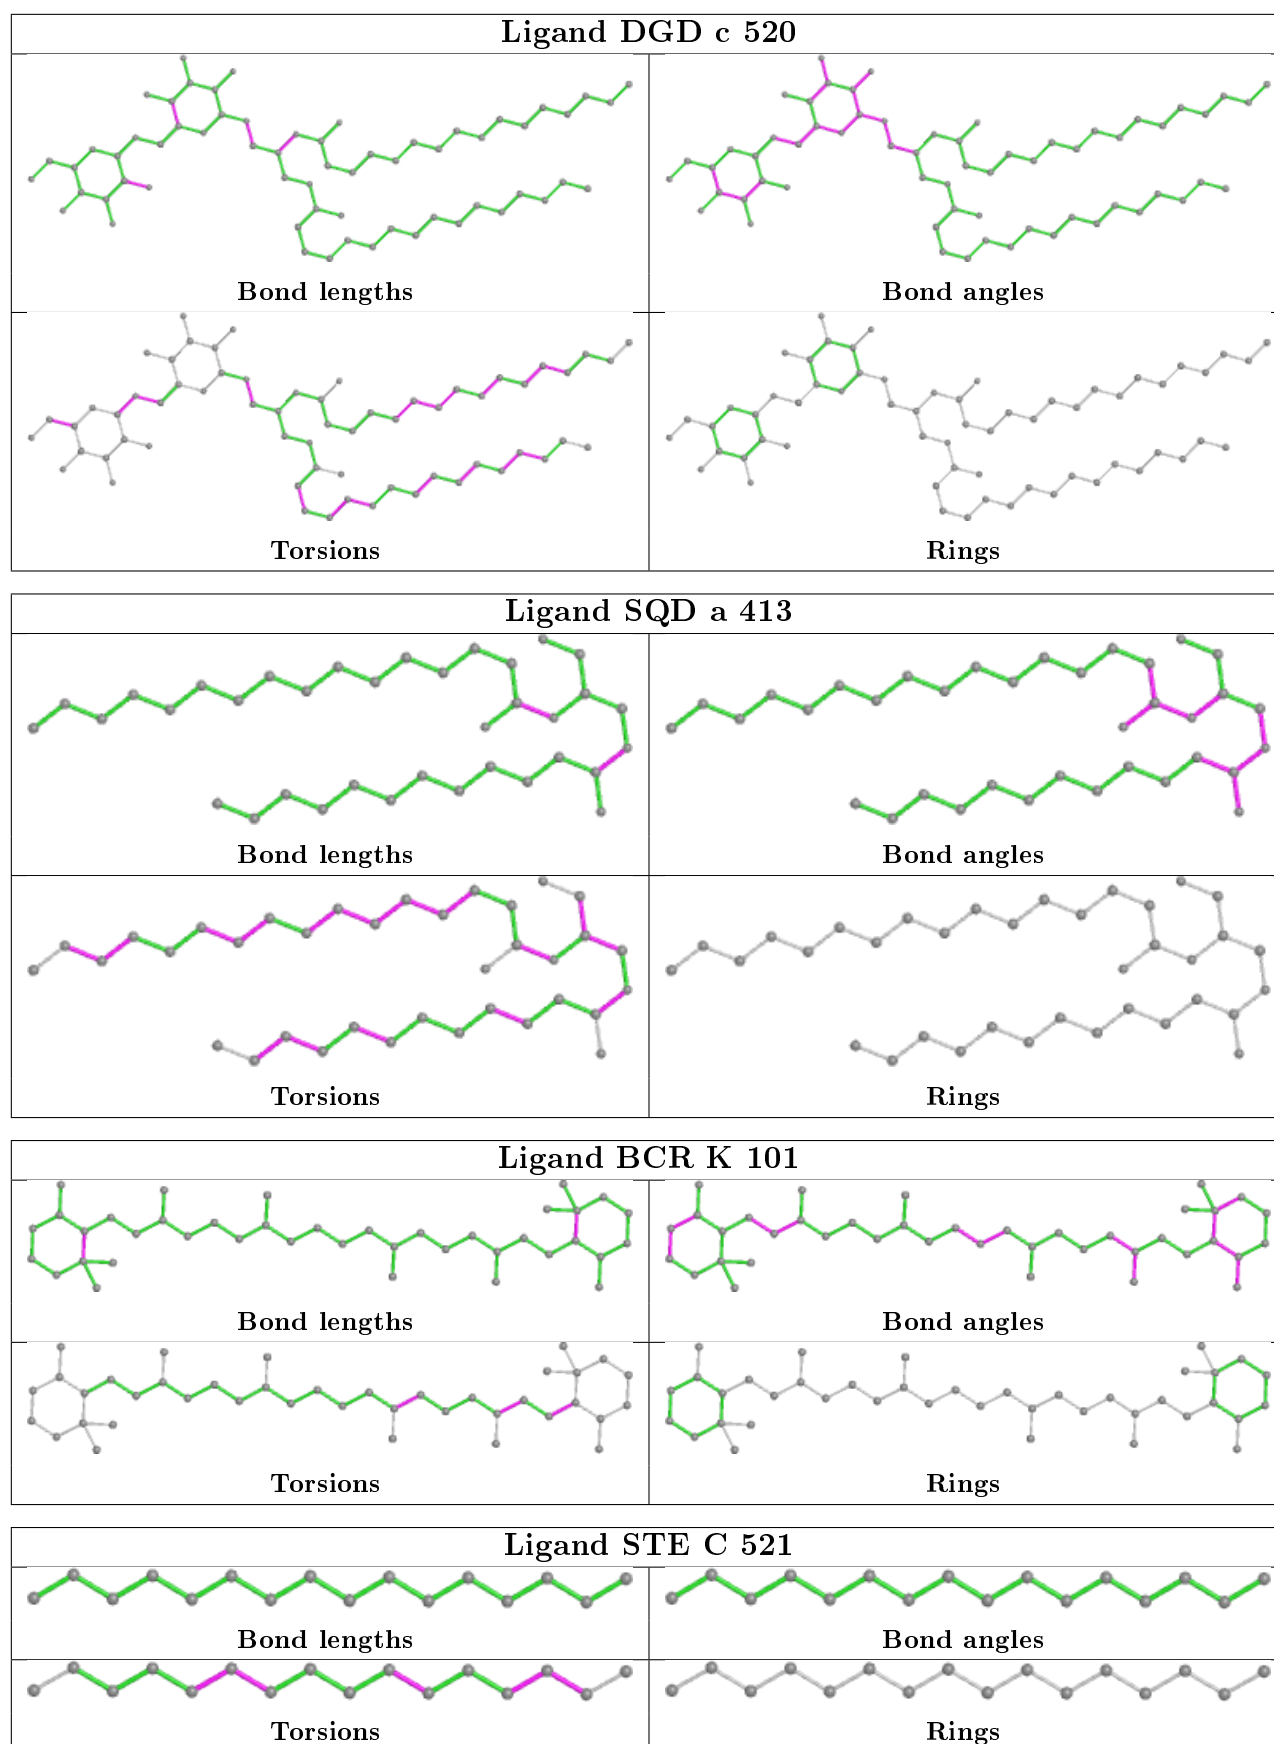 Ligand DGD c 520
Bond lengths
Bond angles
Torsions
Rings
Ligand SQD a 413
Bond lengths
Bond angles
Torsions
Rings
Ligand BCR K 101
Bond lengths
Bond angles
Torsions
Rings
Ligand STE C 521
Bond lengths
Bond angles
Torsions
Rings